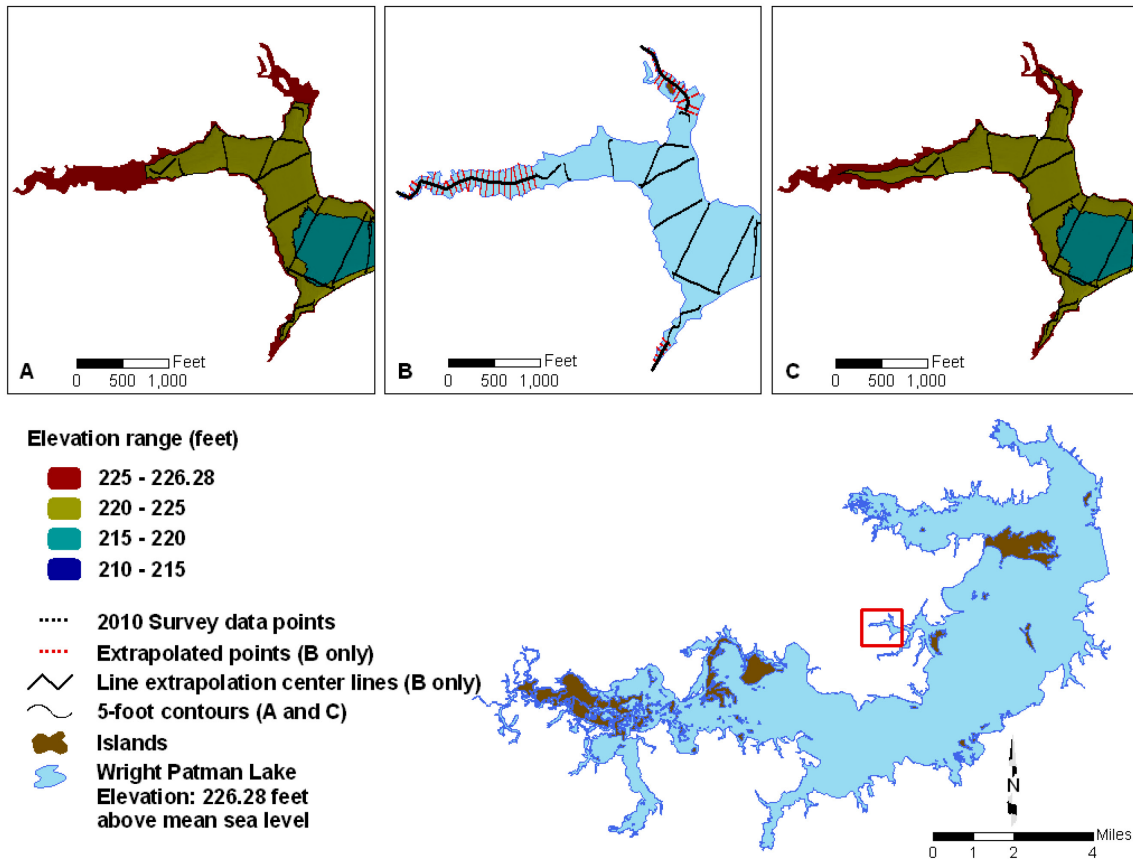 A
Feet
0 500 1,000
B
Feet
0 500 1,000
C
Feet
0 500 1,000
Elevation range (feet)
225 - 226.28
220 - 225
215 - 220
210 - 215
2010 Survey data points
Extrapolated points (B only)
Line extrapolation center lines (B only)
5-foot contours (A and C)
Islands
Wright Patman Lake
Elevation: 226.28 feet
above mean sea level
N
Miles
0 1 2 4